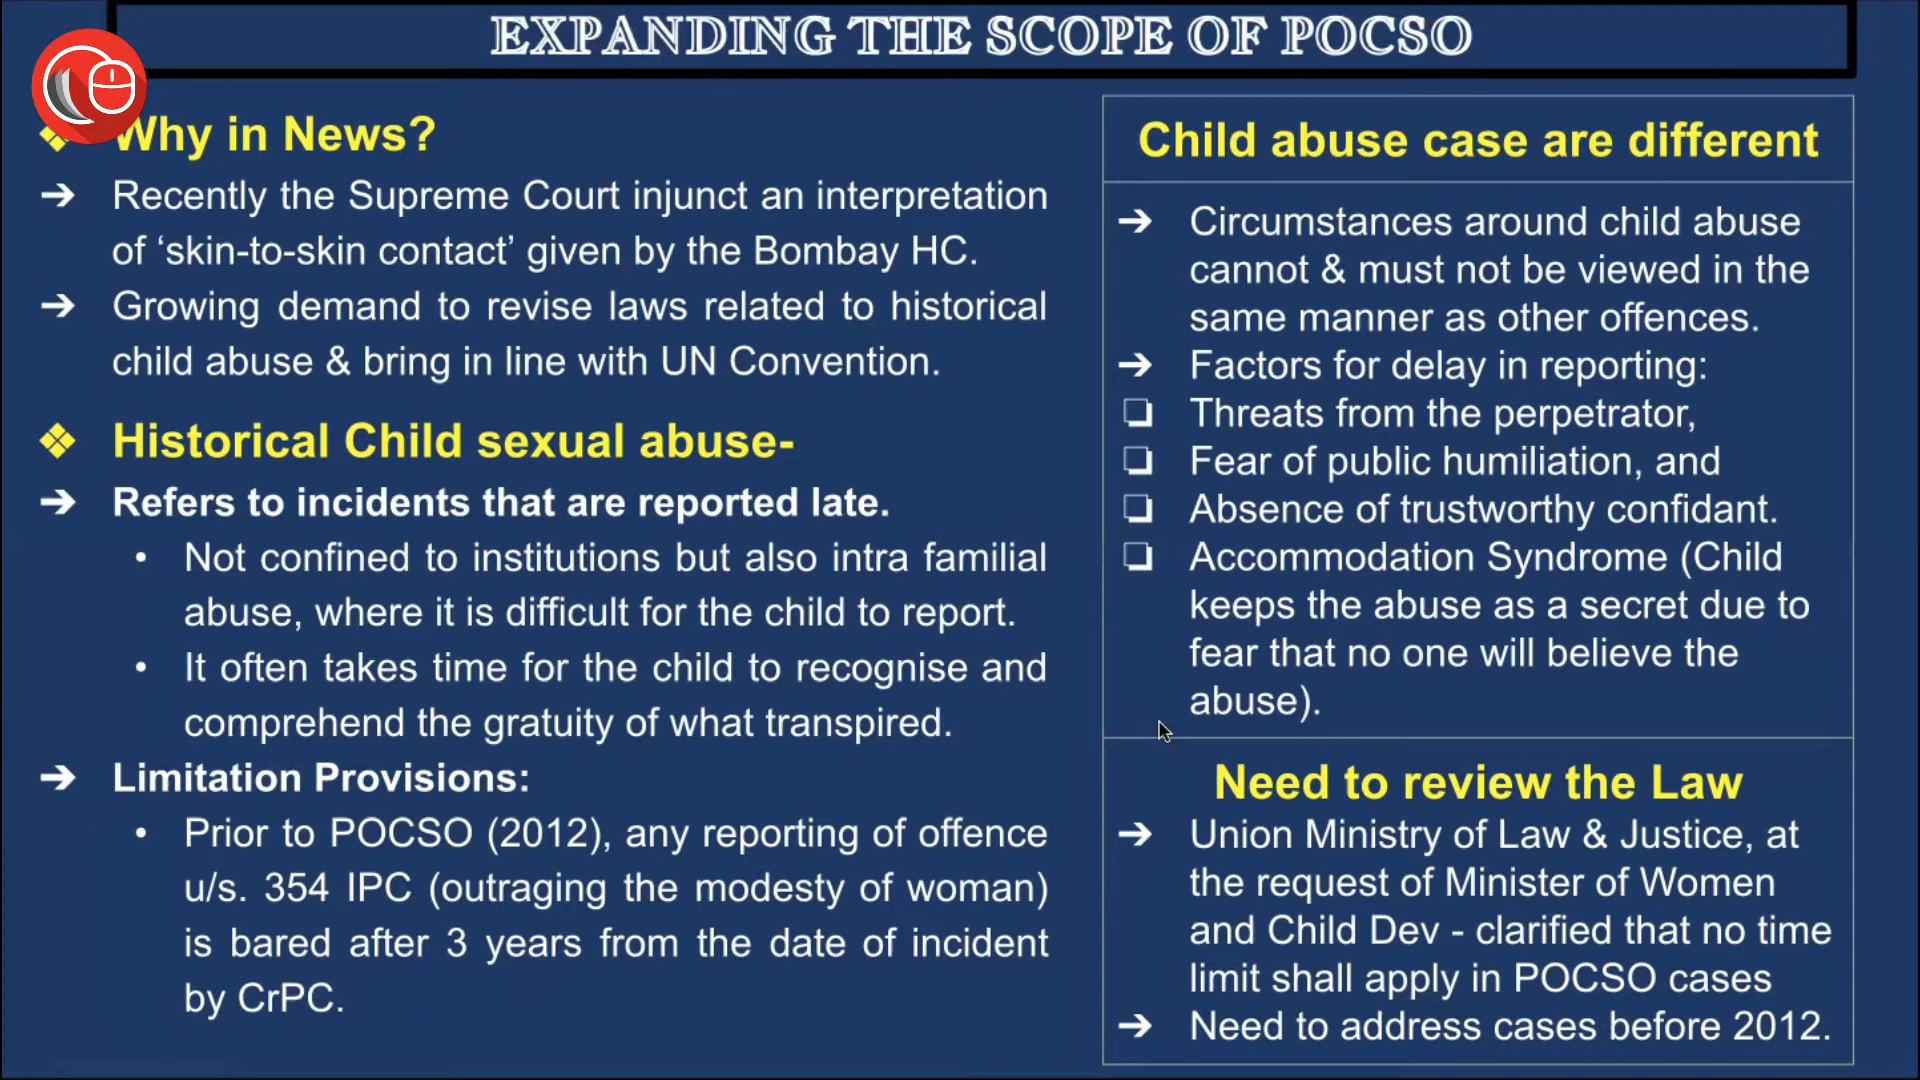 EXPANDING THE SCOPE OF POCSO
Why in News?
Recently the Supreme Court injunct an interpretation
of ‘skin-to-skin contact’ given by the Bombay HC.
Growing demand to revise laws related to historical
child abuse & bring in line with UN Convention.
Historical Child sexual abuse-
Refers to incidents that are reported late.
• Not confined to institutions but also intra familial
abuse, where it is difficult for the child to report.
• It often takes time for the child to recognise and
comprehend the gratuity of what transpired.
Limitation Provisions:
• Prior to POCSO (2012), any reporting of offence
u/s. 354 IPC (outraging the modesty of woman)
is bared after 3 years from the date of incident
by CrPC.
Child abuse case are different
Circumstances around child abuse
cannot & must not be viewed in the
same manner as other offences.
Factors for delay in reporting:
Threats from the perpetrator,
Fear of public humiliation, and
Absence of trustworthy confidant.
Accommodation Syndrome (Child
keeps the abuse as a secret due to
fear that no one will believe the
abuse).
Need to review the Law
Union Ministry of Law & Justice, at
the request of Minister of Women
and Child Dev - clarified that no time
limit shall apply in POCSO cases
Need to address cases before 2012.